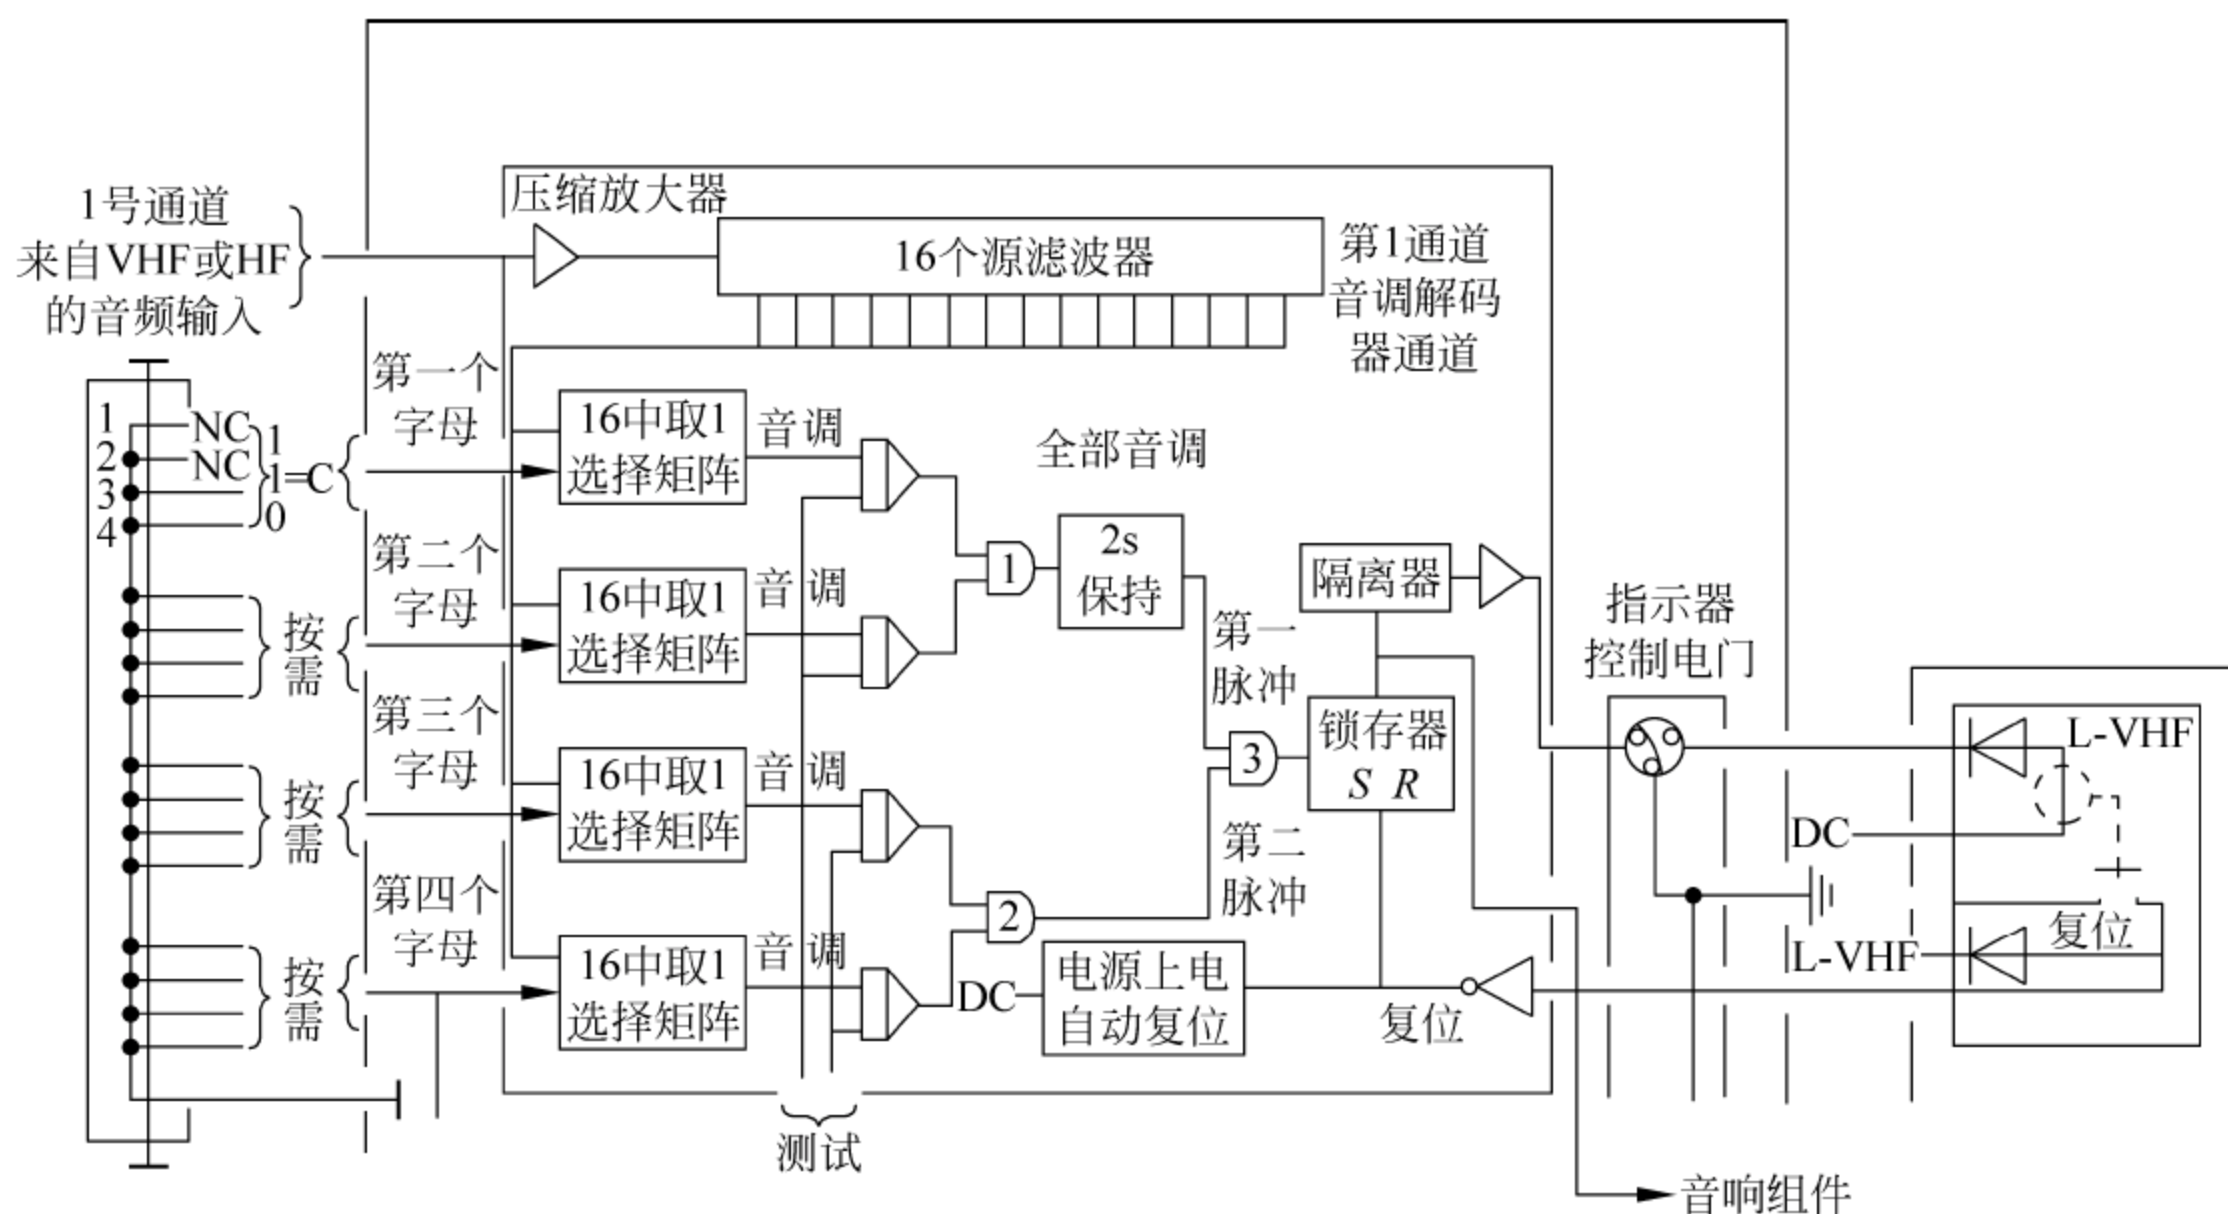 1号通道
来自VHF或HF
的音频输入
压缩放大器
16个源滤波器
第1通道
音调解码
器通道
1
2
3
4
NC
NC
1
1=C
0
第一个
字母
16中取1
选择矩阵
音调
全部音调
第二个
字母
按
需
16中取1
选择矩阵
音调
1
2s
保持
第一
脉冲
隔离器
指示器
控制电门
第三个
字母
按
需
16中取1
选择矩阵
音调
3
锁存器
S R
L-VHF
DC
第二
脉冲
第四个
字母
按
需
16中取1
选择矩阵
音调
2
DC
电源上电
自动复位
复位
L-VHF
复位
测试
音响组件